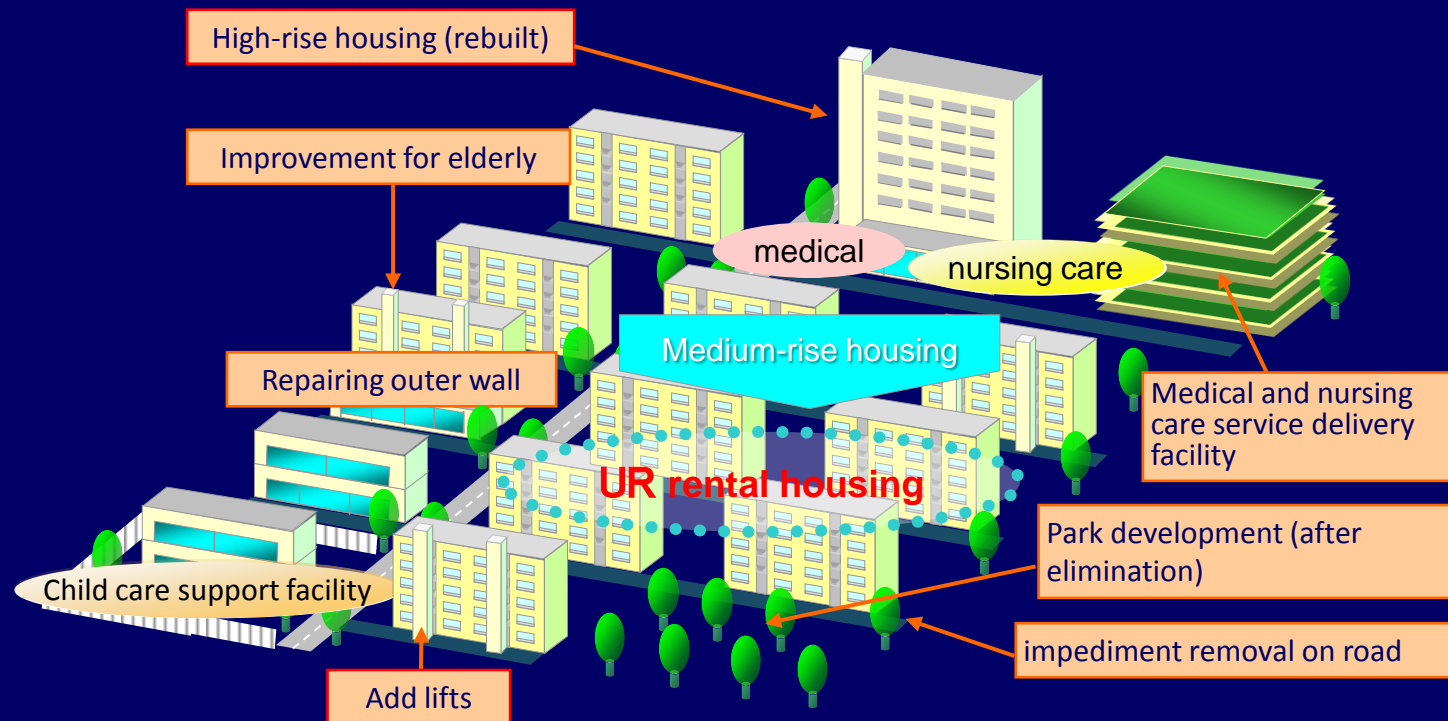 High-rise housing (rebuilt)
Improvement for elderly
medical
nursing care
Medium-rise housing
Repairing outer wall
Medical and nursing
care service delivery
facility
UR rental housing
Park development (after
elimination)
Child care support facility
impediment removal on road
Add lifts